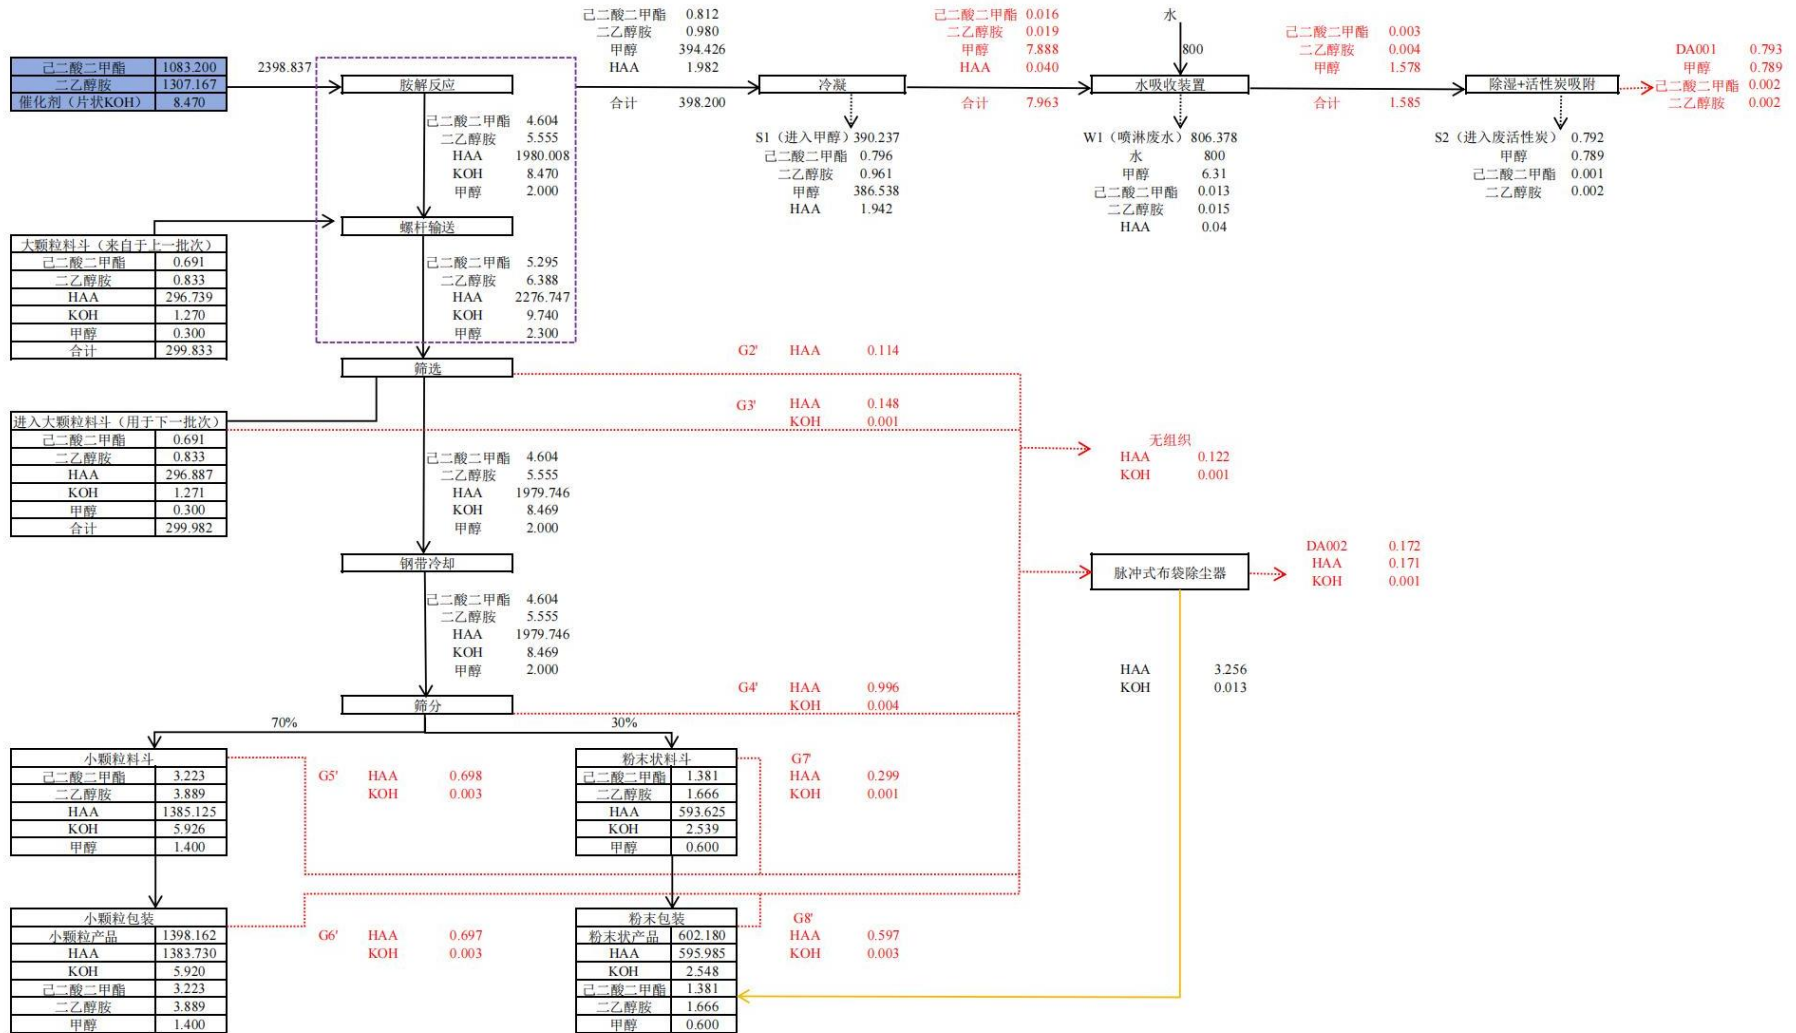 己二酸二甲酯 0.812
二乙醇胺 0.980
甲醇 394.426
HAA 1.982
合计 398.200
己二酸二甲酯 0.016
二乙醇胺 0.019
甲醇 7.888
HAA 0.040
合计 7.963
水
800
己二酸二甲酯 0.003
二乙醇胺 0.004
甲醇 1.578
合计 1.585
DA001 0.793
甲醇 0.789
己二酸二甲酯 0.002
二乙醇胺 0.002
己二酸二甲酯 1083.200
二乙醇胺 1307.167
催化剂（片状KOH） 8.470
2398.837
胺解反应
冷凝
水吸收装置
除湿+活性炭吸附
己二酸二甲酯 4.604
二乙醇胺 5.555
HAA 1980.008
KOH 8.470
甲醇 2.000
S1（进入甲醇） 390.237
己二酸二甲酯 0.796
二乙醇胺 0.961
甲醇 386.538
HAA 1.942
W1（喷淋废水） 806.378
水 800
甲醇 6.31
己二酸二甲酯 0.013
二乙醇胺 0.015
HAA 0.04
S2（进入废活性炭） 0.792
甲醇 0.789
己二酸二甲酯 0.001
二乙醇胺 0.002
螺杆输送
大颗粒料斗（来自于上一批次）
己二酸二甲酯 0.691
二乙醇胺 0.833
HAA 296.739
KOH 1.270
甲醇 0.300
合计 299.833
己二酸二甲酯 5.295
二乙醇胺 6.388
HAA 2276.747
KOH 9.740
甲醇 2.300
筛选
G2' HAA 0.114
G3' HAA 0.148
KOH 0.001
进入大颗粒料斗（用于下一批次）
己二酸二甲酯 0.691
二乙醇胺 0.833
HAA 296.887
KOH 1.271
甲醇 0.300
合计 299.982
己二酸二甲酯 4.604
二乙醇胺 5.555
HAA 1979.746
KOH 8.469
甲醇 2.000
无组织
HAA 0.122
KOH 0.001
钢带冷却
脉冲式布袋除尘器
DA002 0.172
HAA 0.171
KOH 0.001
己二酸二甲酯 4.604
二乙醇胺 5.555
HAA 1979.746
KOH 8.469
甲醇 2.000
HAA 3.256
KOH 0.013
筛分
G4' HAA 0.996
KOH 0.004
70%
30%
小颗粒料斗
己二酸二甲酯 3.223
二乙醇胺 3.889
HAA 1385.125
KOH 5.926
甲醇 1.400
G5' HAA 0.698
KOH 0.003
粉末状料斗
己二酸二甲酯 1.381
二乙醇胺 1.666
HAA 593.625
KOH 2.539
甲醇 0.600
G7'
HAA 0.299
KOH 0.001
小颗粒包装
小颗粒产品 1398.162
HAA 1383.730
KOH 5.920
己二酸二甲酯 3.223
二乙醇胺 3.889
甲醇 1.400
G6' HAA 0.697
KOH 0.003
粉末包装
粉末状产品 602.180
HAA 595.985
KOH 2.548
己二酸二甲酯 1.381
二乙醇胺 1.666
甲醇 0.600
G8'
HAA 0.597
KOH 0.003